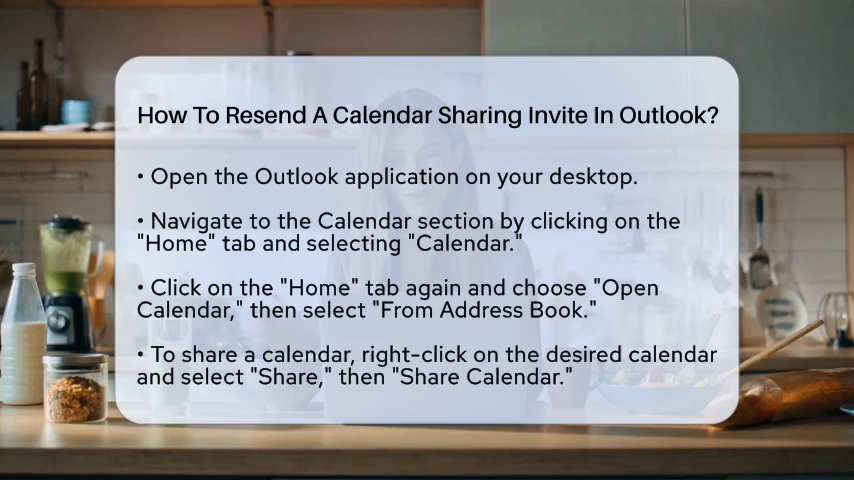 How To Resend A Calendar Sharing Invite In Outlook?
• Open the Outlook application on your desktop.
• Navigate to the Calendar section by clicking on the
"Home" tab and selecting "Calendar."
• Click on the "Home" tab again and choose "Open
Calendar," then select "From Address Book."
• To share a calendar, right-click on the desired calendar
and select "Share," then "Share Calendar."